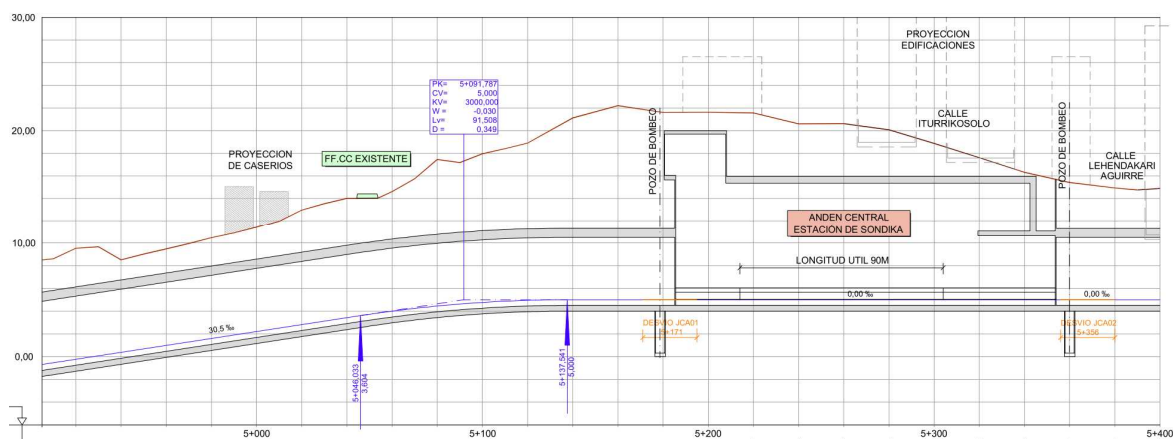 30,00
PROYECCION
EDIFICACIONES
PK= 5+091,787
CV= 5,000
KV= 3000,000
W = -0,030
Lv= 91,508
D = 0,349
20,00
CALLE
ITURRIKOSOLO
POZO DE BOMBEO
POZO DE BOMBEO
PROYECCION
DE CASERIOS
FF.CC EXISTENTE
CALLE
LEHENDAKARI
AGUIRRE
ANDEN CENTRAL
ESTACIÓN DE SONDIKA
10,00
LONGITUD UTIL 90M
0,00 ‰
0,00 ‰
30,5 ‰
DESVIO JCA01
5+171
DESVIO JCA02
5+356
0,00
5+046,033
3,604
5+137,541
5,000
5+000
5+100
5+200
5+300
5+400